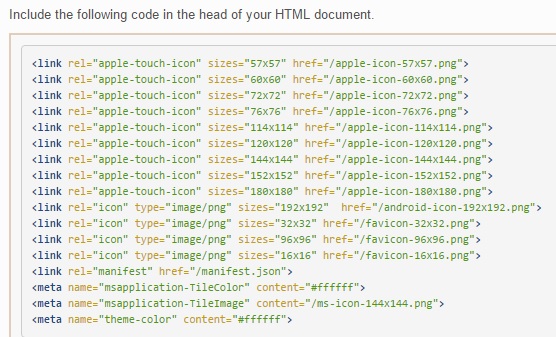 Include the following code in the head of your HTML document.
<link rel="apple-touch-icon" sizes="57x57" href="/apple-icon-57x57.png">
<link rel="apple-touch-icon" sizes="60x60" href="/apple-icon-60x60.png">
<link rel="apple-touch-icon" sizes="72x72" href="/apple-icon-72x72.png">
<link rel="apple-touch-icon" sizes="76x76" href="/apple-icon-76x76.png">
<link rel="apple-touch-icon" sizes="114x114" href="/apple-icon-114x114.png">
<link rel="apple-touch-icon" sizes="120x120" href="/apple-icon-120x120.png">
<link rel="apple-touch-icon" sizes="144x144" href="/apple-icon-144x144.png">
<link rel="apple-touch-icon" sizes="152x152" href="/apple-icon-152x152.png">
<link rel="apple-touch-icon" sizes="180x180" href="/apple-icon-180x180.png">
<link rel="icon" type="image/png" sizes="192x192"  href="/android-icon-192x192.png">
<link rel="icon" type="image/png" sizes="32x32" href="/favicon-32x32.png">
<link rel="icon" type="image/png" sizes="96x96" href="/favicon-96x96.png">
<link rel="icon" type="image/png" sizes="16x16" href="/favicon-16x16.png">
<link rel="manifest" href="/manifest.json">
<meta name="msapplication-TileColor" content="#ffffff">
<meta name="msapplication-TileImage" content="/ms-icon-144x144.png">
<meta name="theme-color" content="#ffffff">